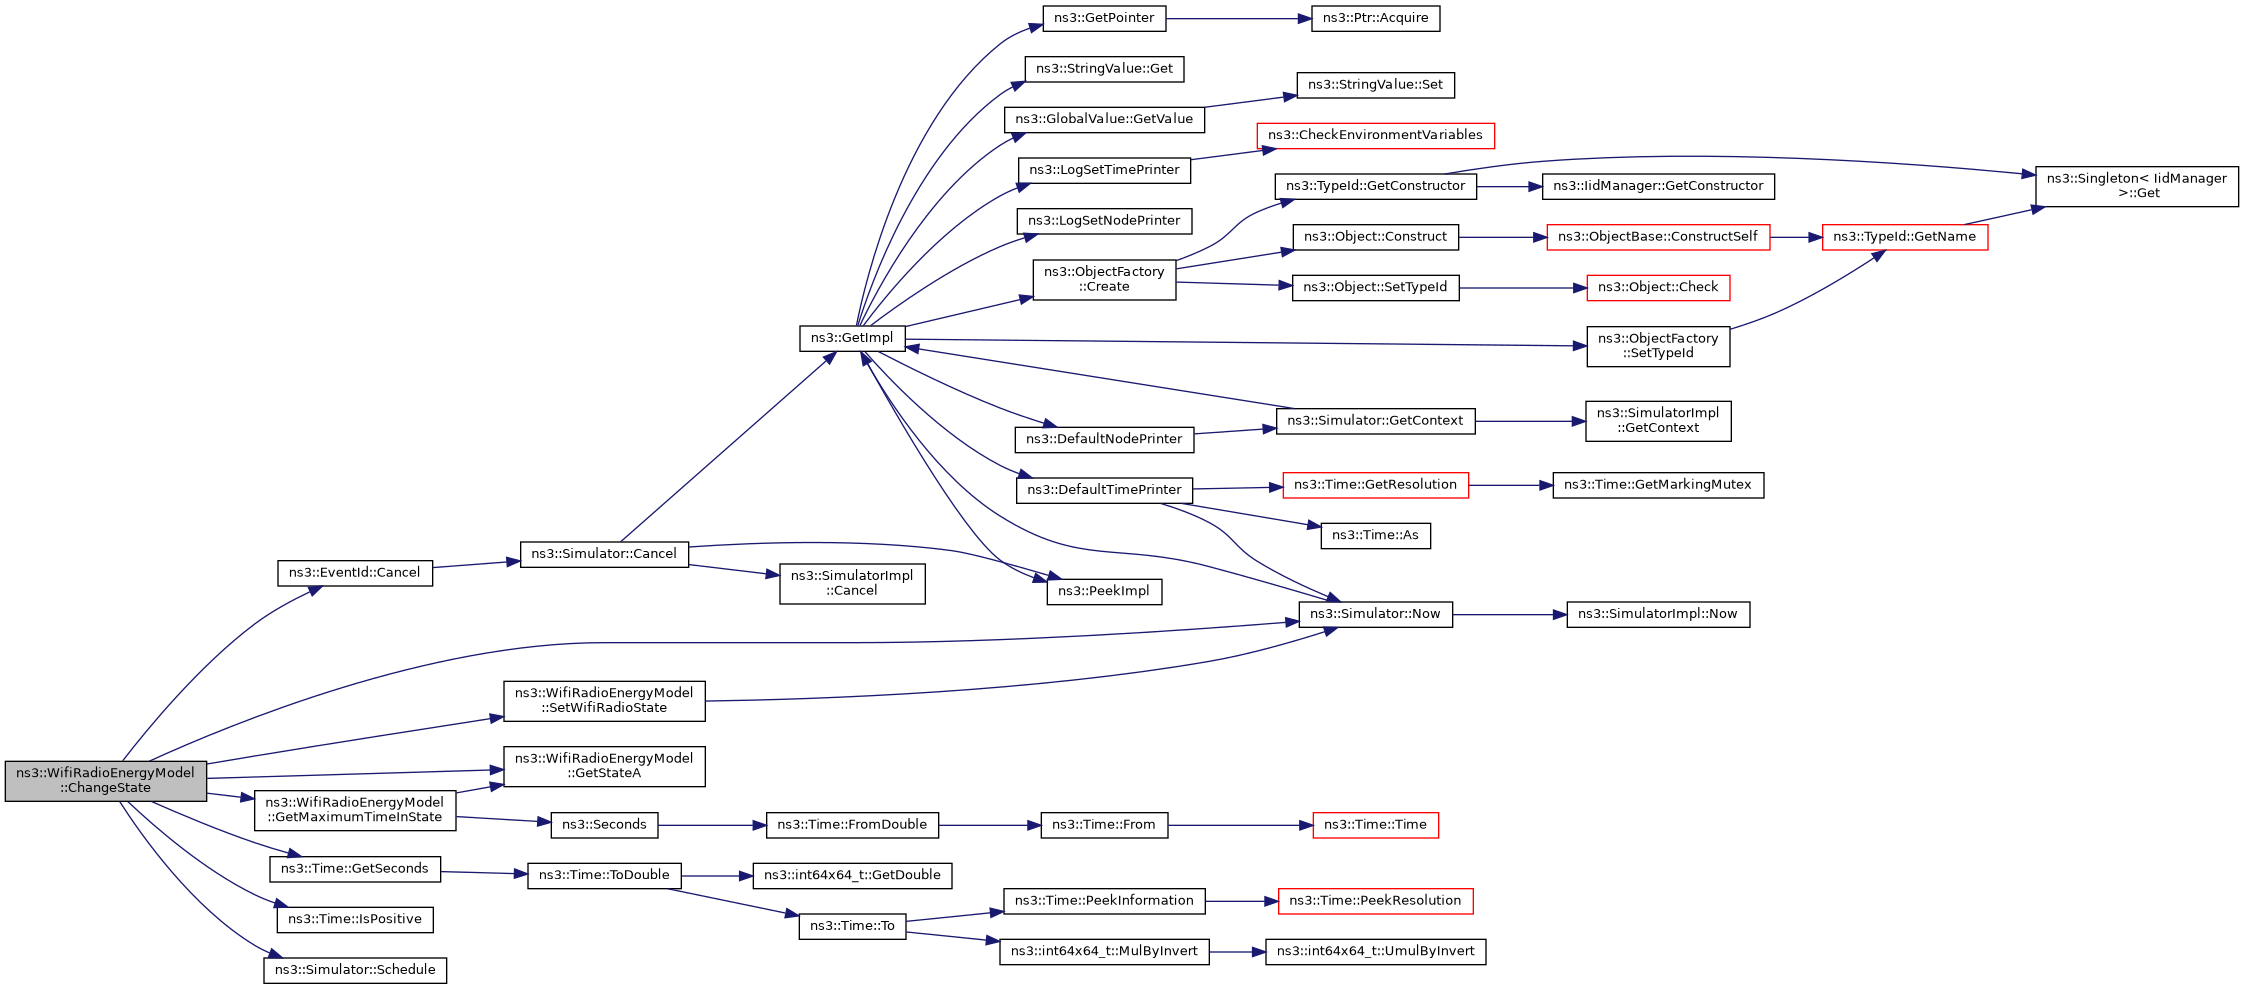 ns3::GetPointer
ns3::Ptr::Acquire
ns3::StringValue::Get
ns3::StringValue::Set
ns3::GlobalValue::GetValue
ns3::CheckEnvironmentVariables
ns3::LogSetTimePrinter
ns3::TypeId::GetConstructor
ns3::IidManager::GetConstructor
ns3::Singleton< IidManager
>::Get
ns3::LogSetNodePrinter
ns3::Object::Construct
ns3::ObjectBase::ConstructSelf
ns3::TypeId::GetName
ns3::ObjectFactory
::Create
ns3::Object::SetTypeId
ns3::Object::Check
ns3::GetImpl
ns3::ObjectFactory
::SetTypeId
ns3::DefaultNodePrinter
ns3::Simulator::GetContext
ns3::SimulatorImpl
::GetContext
ns3::DefaultTimePrinter
ns3::Time::GetResolution
ns3::Time::GetMarkingMutex
ns3::Time::As
ns3::EventId::Cancel
ns3::Simulator::Cancel
ns3::SimulatorImpl
::Cancel
ns3::PeekImpl
ns3::Simulator::Now
ns3::SimulatorImpl::Now
ns3::WifiRadioEnergyModel
::SetWifiRadioState
ns3::WifiRadioEnergyModel
::GetStateA
ns3::WifiRadioEnergyModel
::ChangeState
ns3::WifiRadioEnergyModel
::GetMaximumTimeInState
ns3::Seconds
ns3::Time::FromDouble
ns3::Time::From
ns3::Time::Time
ns3::Time::GetSeconds
ns3::Time::ToDouble
ns3::int64x64_t::GetDouble
ns3::Time::IsPositive
ns3::Time::To
ns3::Time::PeekInformation
ns3::Time::PeekResolution
ns3::int64x64_t::MulByInvert
ns3::int64x64_t::UmulByInvert
ns3::Simulator::Schedule